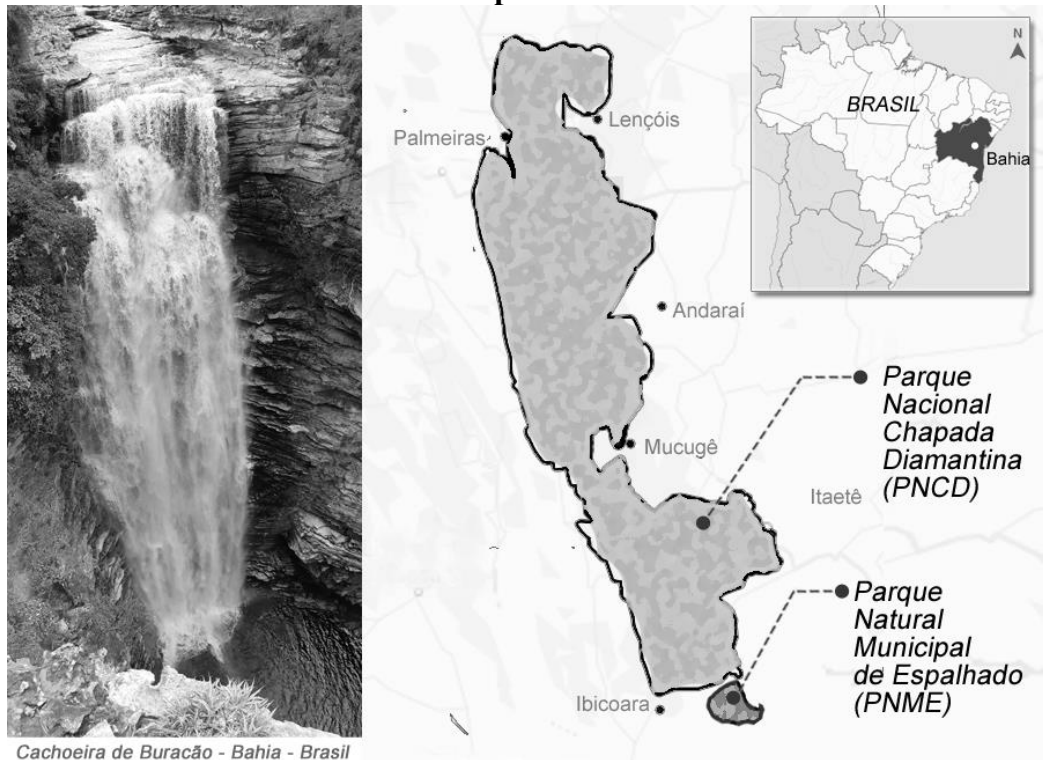 N
BRASIL
Bahia
Lençóis
Palmeiras
Andaraí
Parque
Nacional
Chapada
Diamantina
(PNCD)
Mucugê
Itaetê
Parque
Natural
Municipal
de Espalhado
(PNME)
Ibicoara
Cachoeira de Buracão - Bahia - Brasil